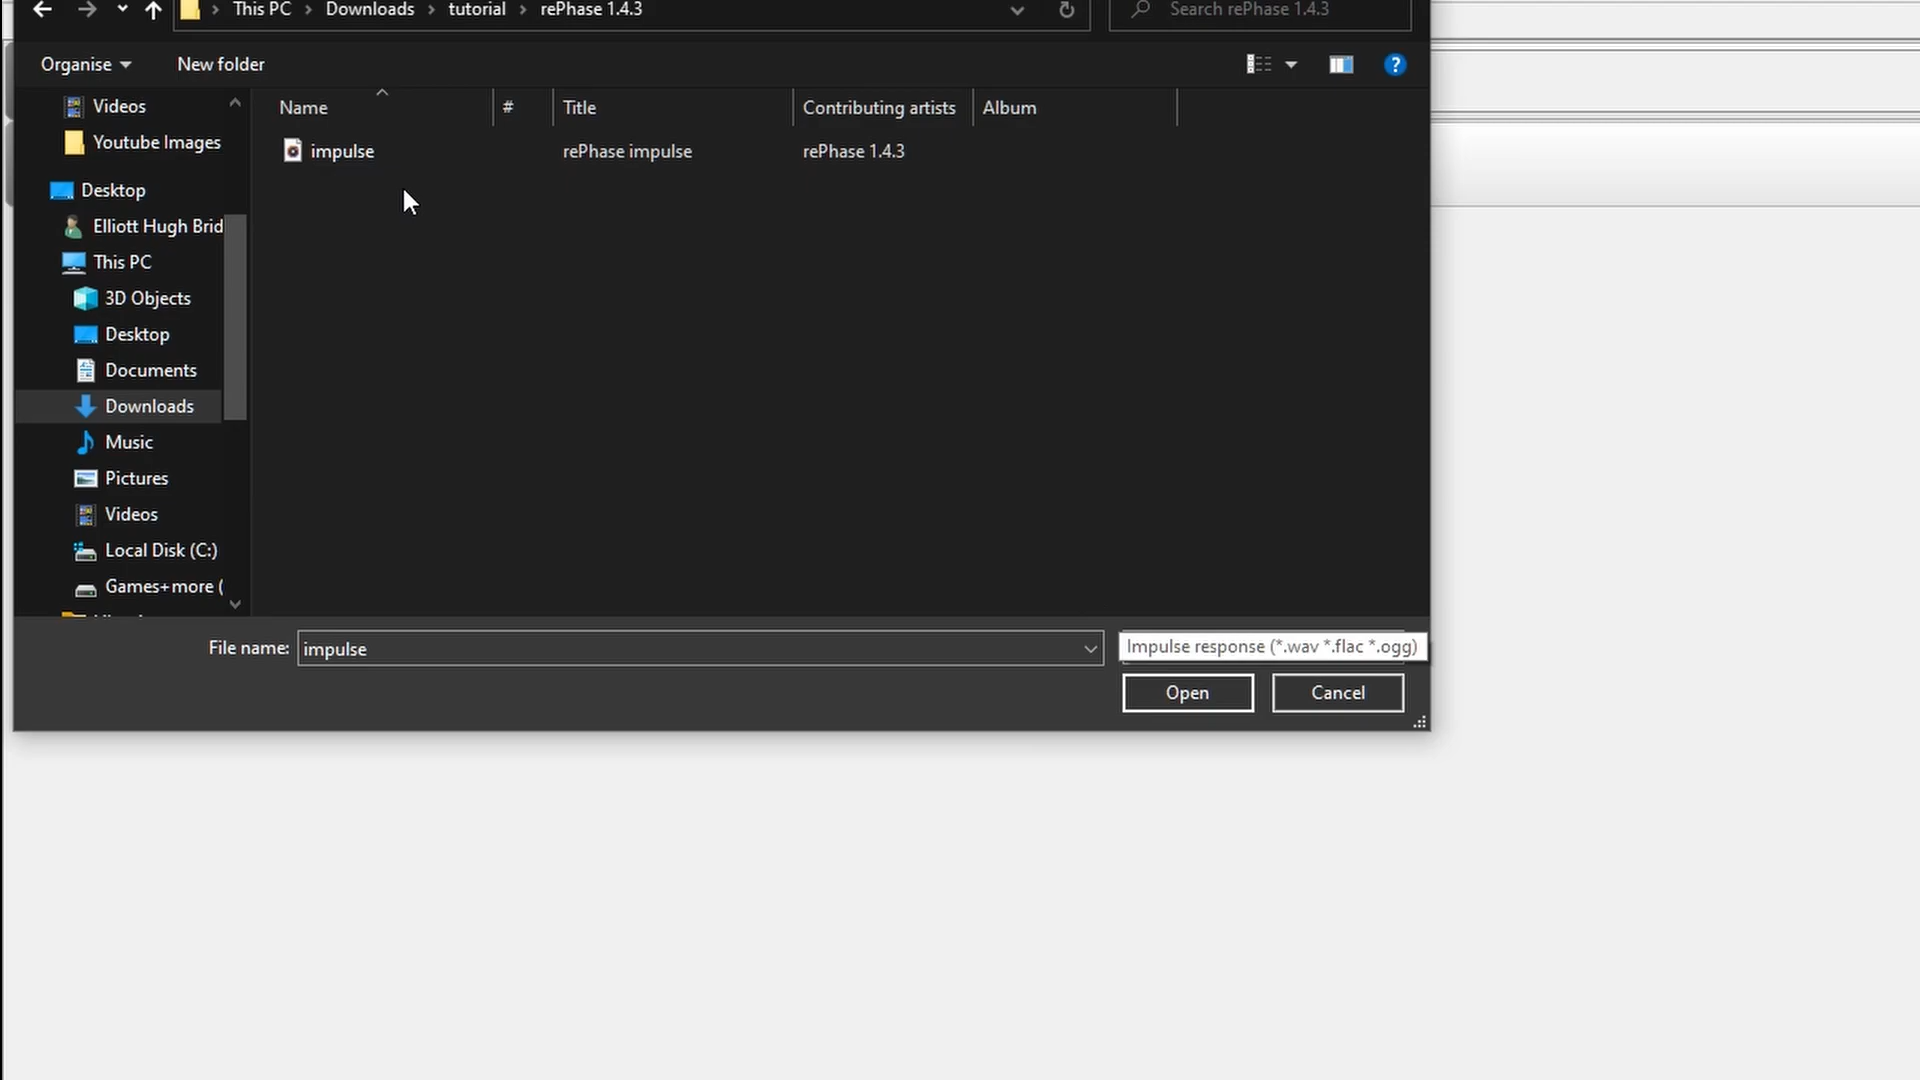 This PC > Downloads > tutorial > rePhase 1.4.3
Search rePhase 1.4.3
Organise
New folder
?
Name
#
Title
Contributing artists
Album
impulse
rePhase impulse
rePhase 1.4.3
Videos
Youtube Images
Desktop
Elliott Hugh Brid
This PC
3D Objects
Desktop
Documents
Downloads
Music
Pictures
Videos
Local Disk (C:)
Games+more (
File name:
impulse
Impulse response (*.wav *.flac *.ogg)
Open
Cancel